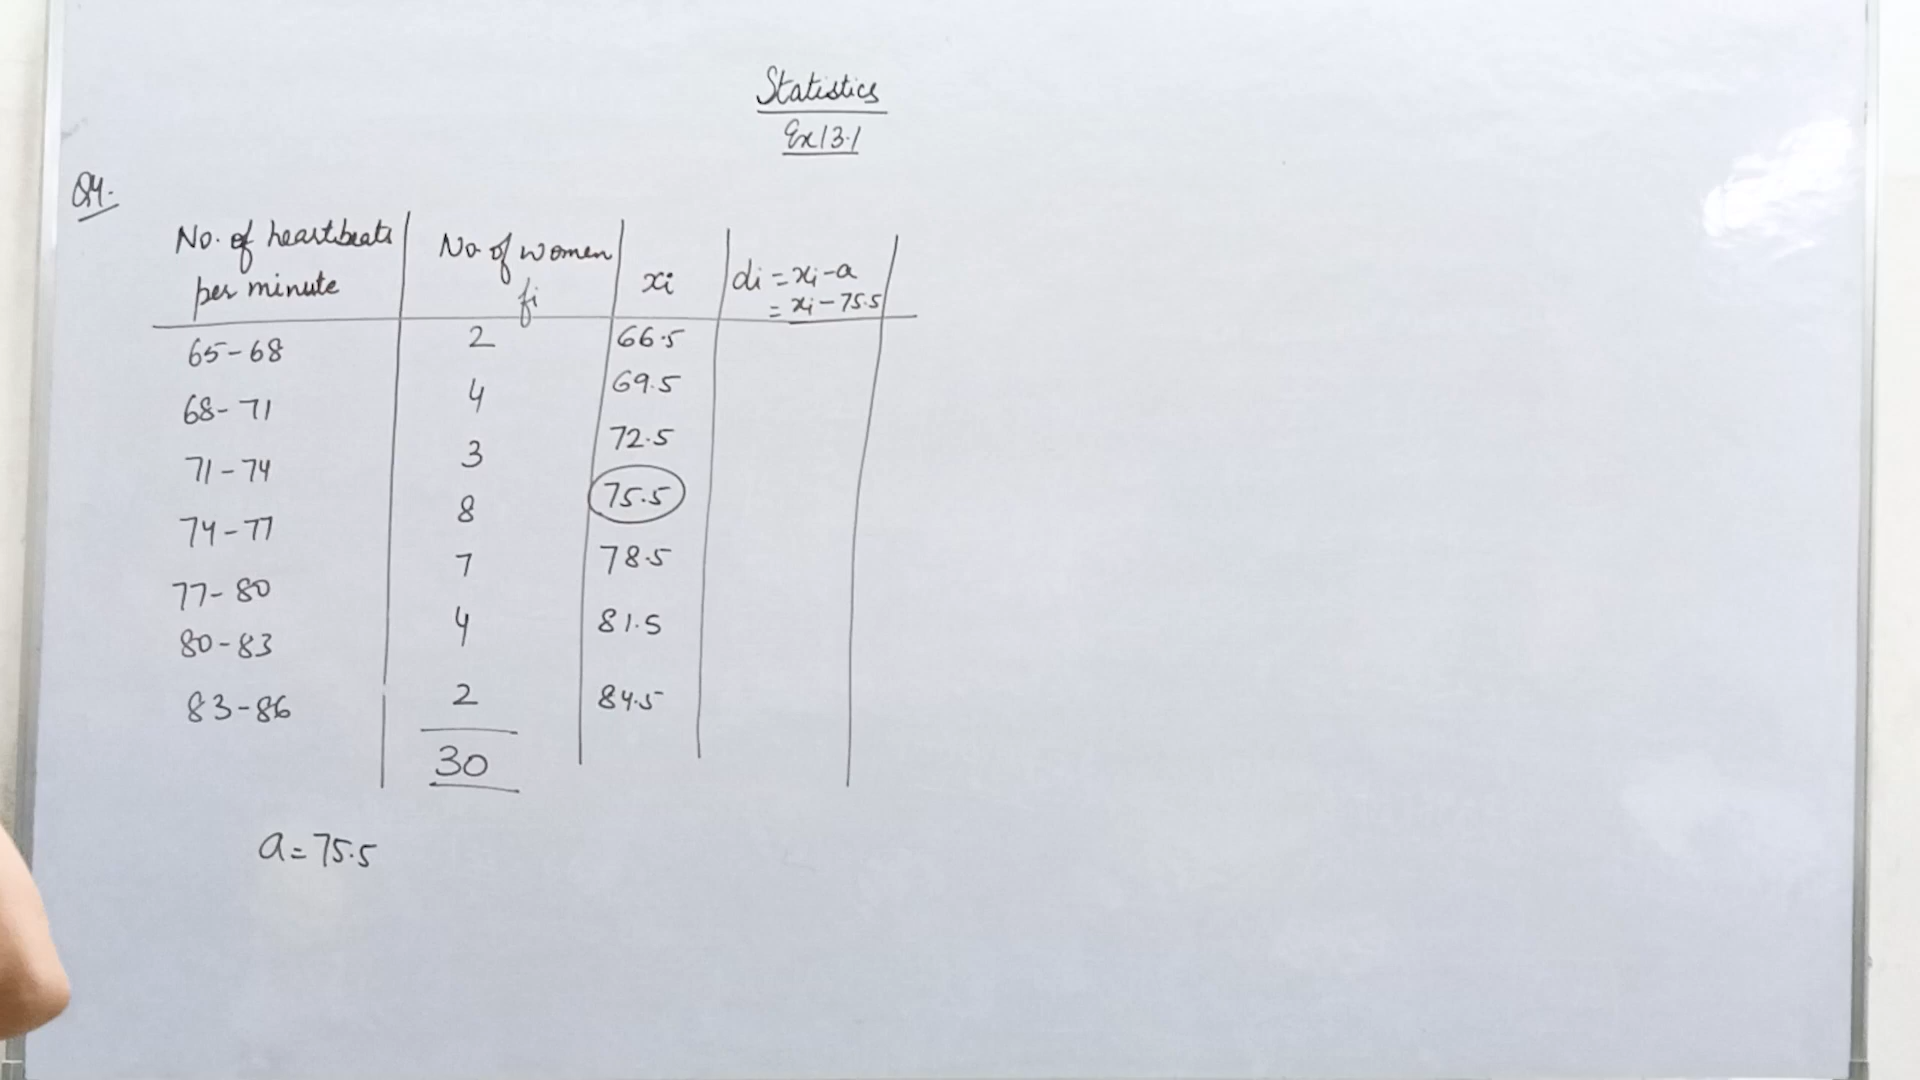 Statistics
Ex 13.1
Q4.
No. of heartbeats per minute | No of women fi | xi | di = xi - a = xi - 75.5
65-68 | 2 | 66.5
68-71 | 4 | 69.5
71-74 | 3 | 72.5
74-77 | 8 | 75.5
77-80 | 7 | 78.5
80-83 | 4 | 81.5
83-86 | 2 | 84.5
30
a = 75.5